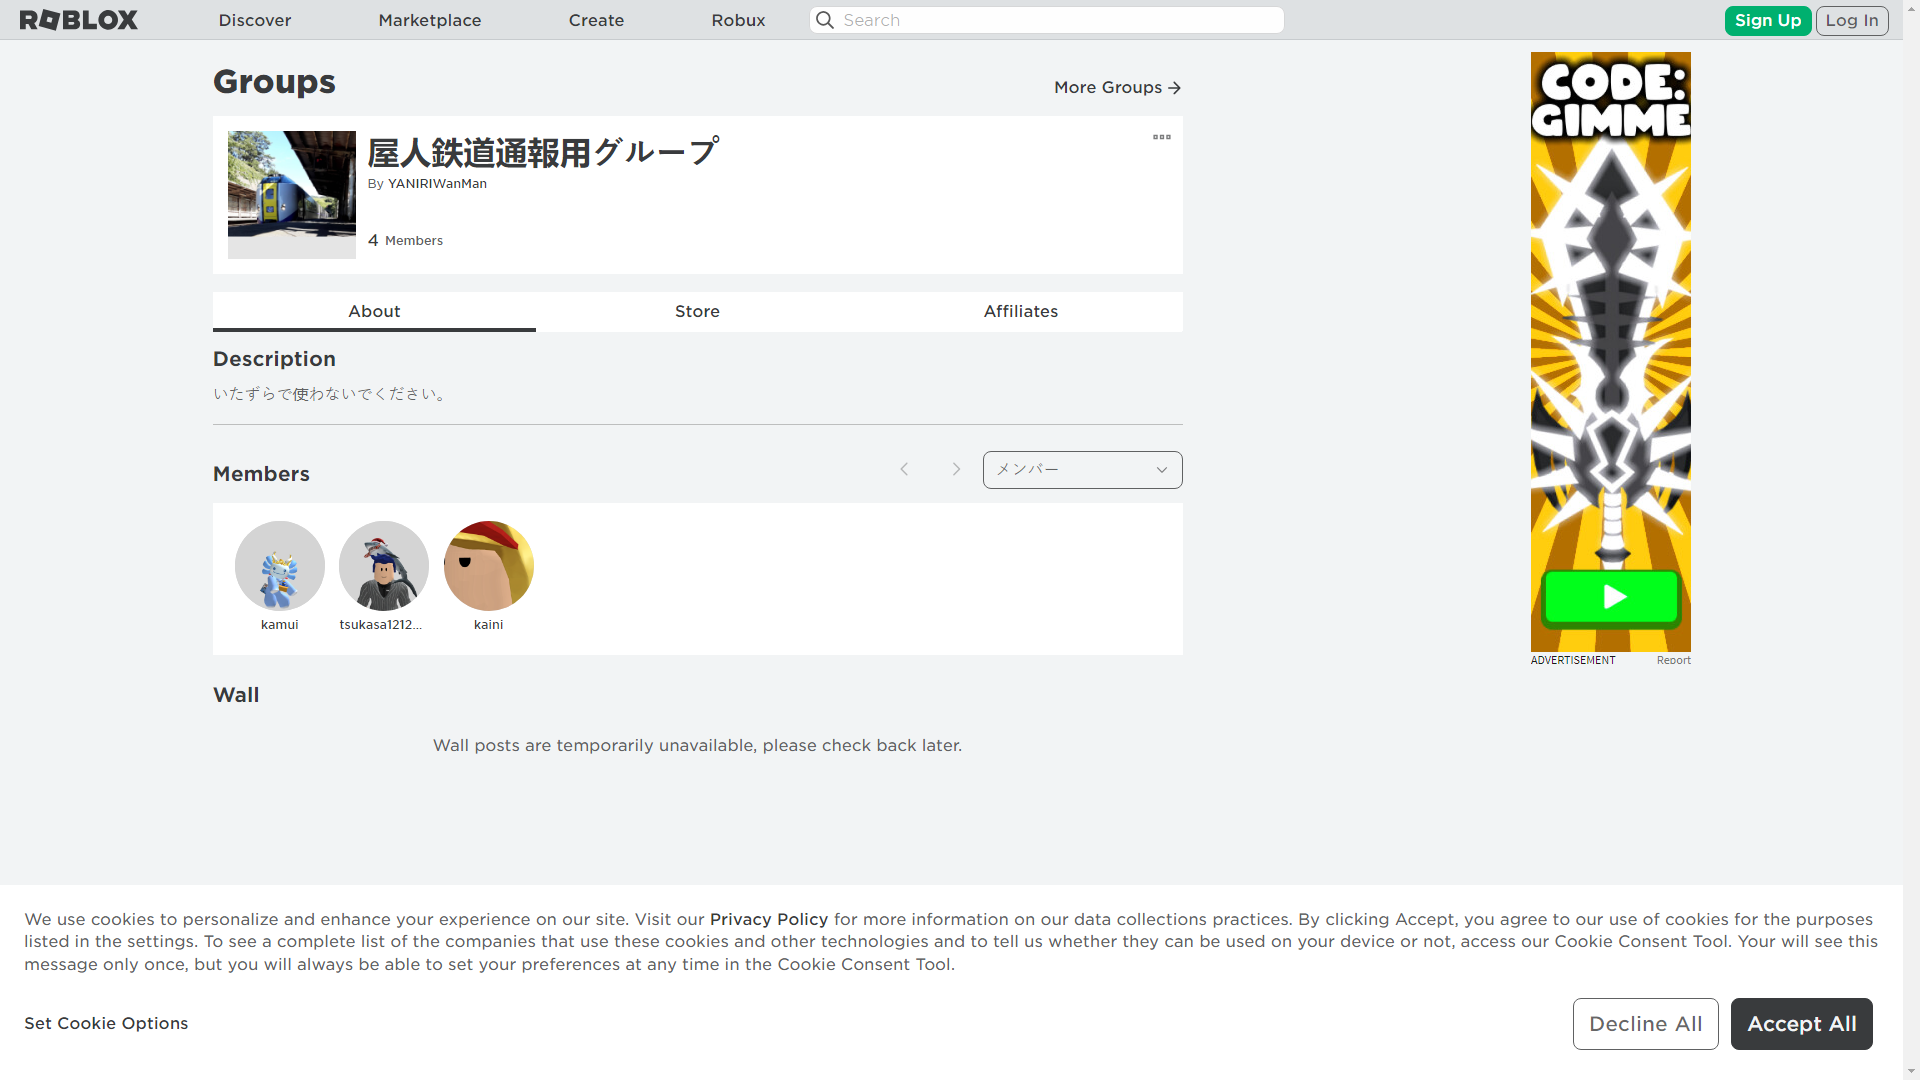 ROBLOX
Discover
Marketplace
Create
Robux
Search
Sign Up
Log In
Groups
More Groups
屋人鉄道通報用グループ
By YANIRIWanMan
4 Members
About
Store
Affiliates
Description
いたずらで使わないでください。
Members
メンバー
kamui
tsukasa1212...
kaini
Wall
Wall posts are temporarily unavailable, please check back later.
CODE:
GIMME
ADVERTISEMENT
Report
We use cookies to personalize and enhance your experience on our site. Visit our Privacy Policy for more information on our data collections practices. By clicking Accept, you agree to our use of cookies for the purposes
listed in the settings. To see a complete list of the companies that use these cookies and other technologies and to tell us whether they can be used on your device or not, access our Cookie Consent Tool. Your will see this
message only once, but you will always be able to set your preferences at any time in the Cookie Consent Tool.
Set Cookie Options
Decline All
Accept All